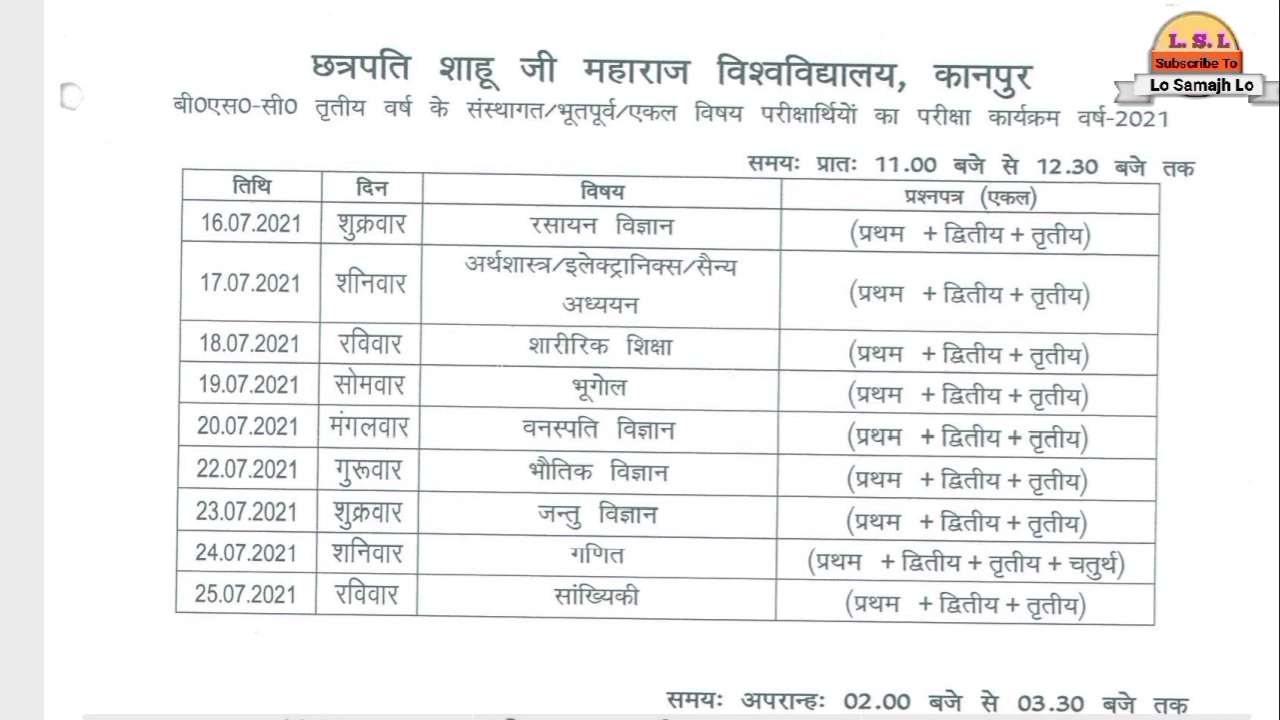 L. S. L
Subscribe To
Lo Samajh Lo
छत्रपति शाहू जी महाराज विश्वविद्यालय, कानपुर
बी०एस०-सी० तृतीय वर्ष के संस्थागत/भूतपूर्व/एकल विषय परीक्षार्थियों का परीक्षा कार्यक्रम वर्ष-2021
समयः प्रातः 11.00 बजे से 12.30 बजे तक
तिथि दिन विषय प्रश्नपत्र (एकल)
16.07.2021 शुक्रवार रसायन विज्ञान (प्रथम + द्वितीय + तृतीय)
17.07.2021 शनिवार अर्थशास्त्र/इलेक्ट्रानिक्स/सैन्य
अध्ययन (प्रथम + द्वितीय + तृतीय)
18.07.2021 रविवार शारीरिक शिक्षा (प्रथम + द्वितीय + तृतीय)
19.07.2021 सोमवार भूगोल (प्रथम + द्वितीय + तृतीय)
20.07.2021 मंगलवार वनस्पति विज्ञान (प्रथम + द्वितीय + तृतीय)
22.07.2021 गुरूवार भौतिक विज्ञान (प्रथम + द्वितीय + तृतीय)
23.07.2021 शुक्रवार जन्तु विज्ञान (प्रथम + द्वितीय + तृतीय)
24.07.2021 शनिवार गणित (प्रथम + द्वितीय + तृतीय + चतुर्थ)
25.07.2021 रविवार सांख्यिकी (प्रथम + द्वितीय + तृतीय)
समयः अपरान्हः 02.00 बजे से 03.30 बजे तक